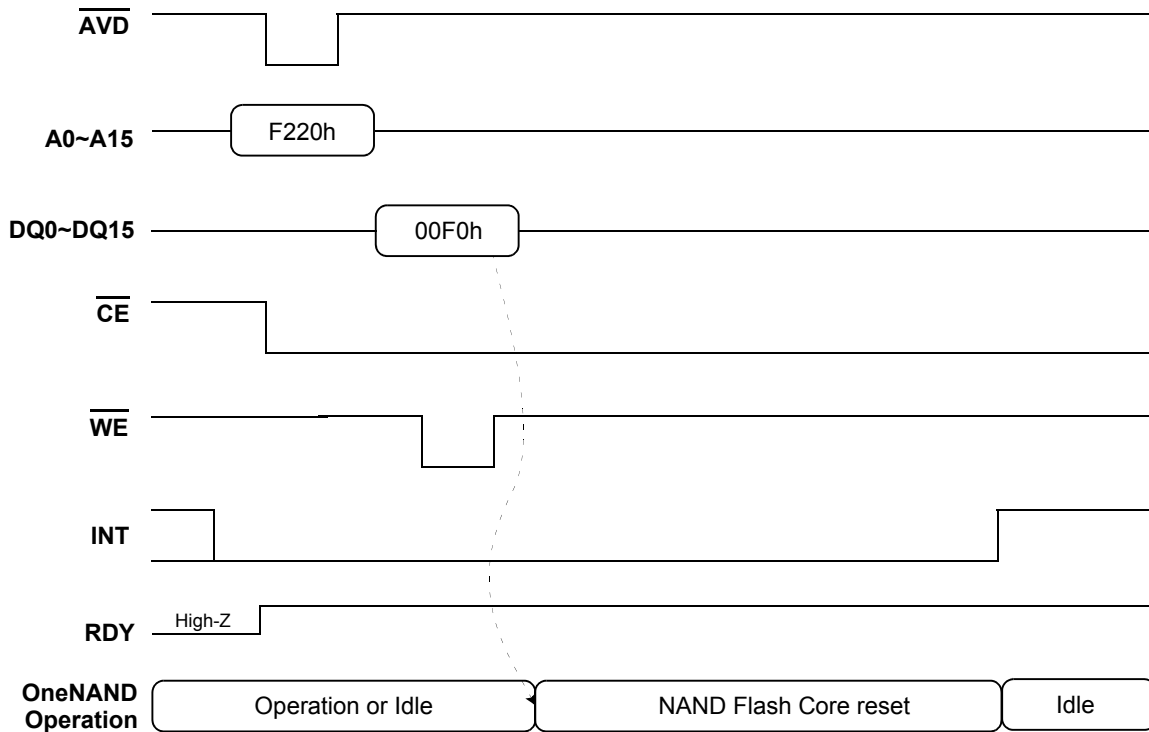 AVD
A0~A15
F220h
DQ0~DQ15
00F0h
CE
WE
INT
RDY
High-Z
OneNAND
Operation
Operation or Idle
NAND Flash Core reset
Idle